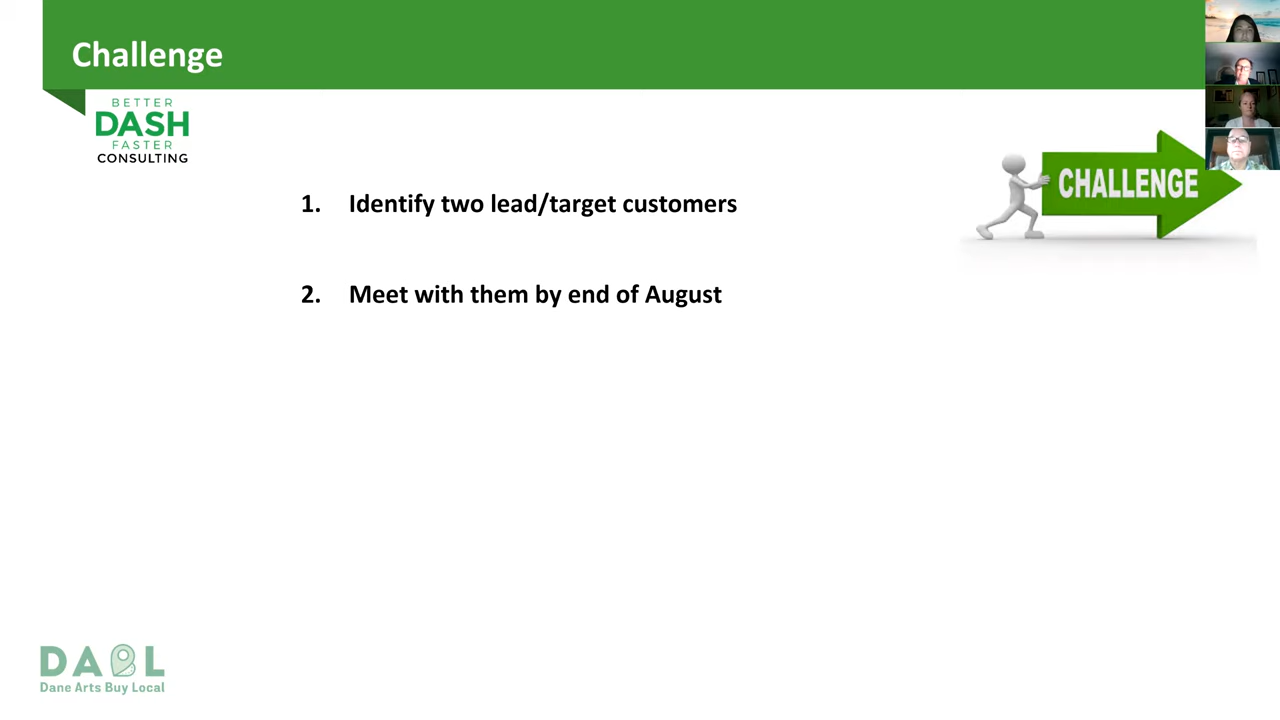 Challenge
BETTER
DASH
FASTER
CONSULTING
CHALLENGE
1. Identify two lead/target customers
2. Meet with them by end of August
DABL
Dane Arts Buy Local